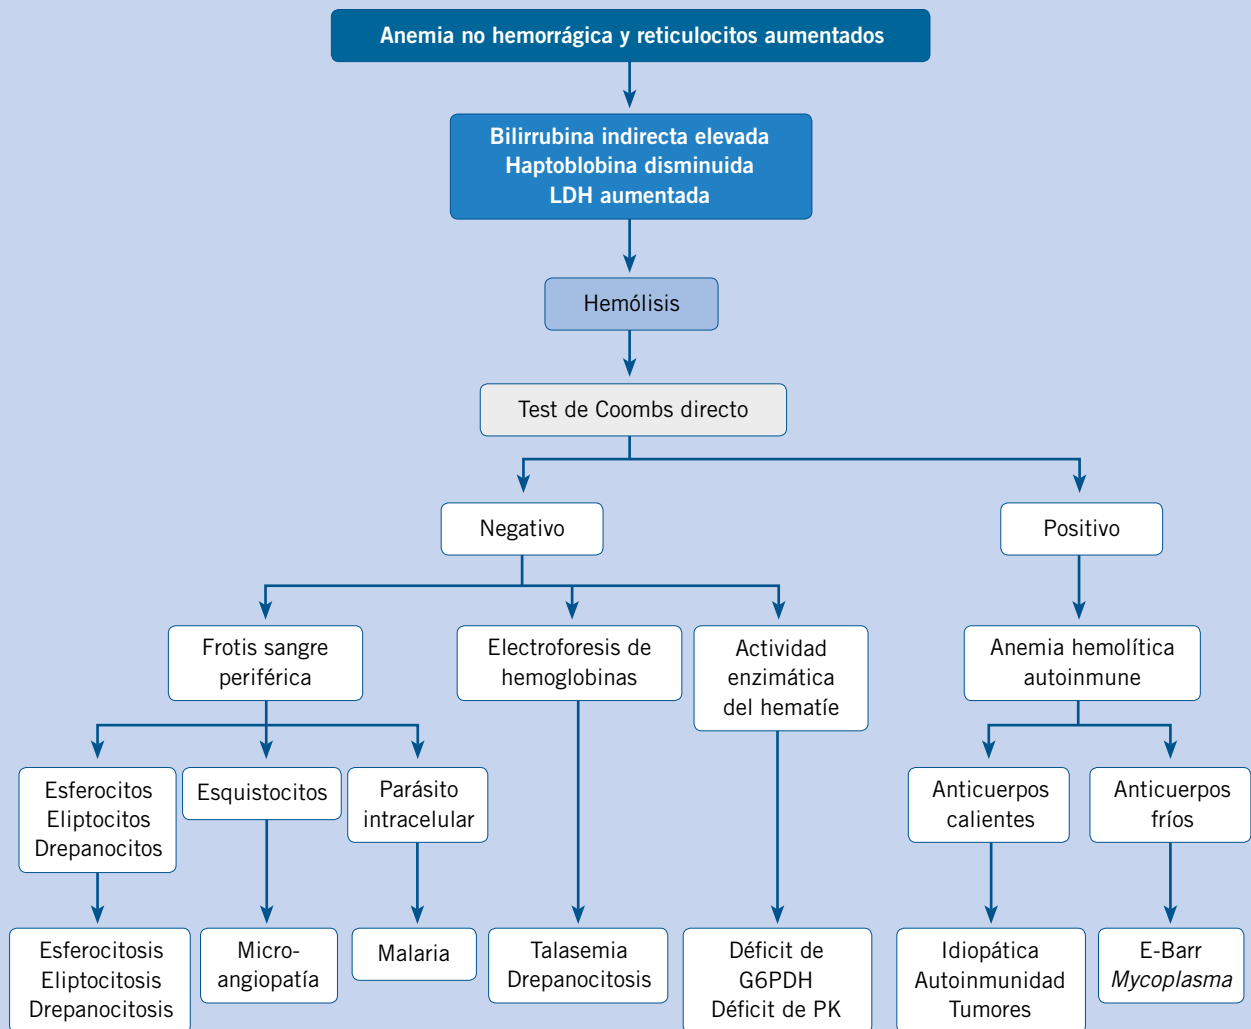 Anemia no hemorrágica y reticulocitos aumentados
Bilirrubina indirecta elevada
Haptoblobina disminuida
LDH aumentada
Hemólisis
Test de Coombs directo
Negativo
Positivo
Frotis sangre
periférica
Electroforesis de
hemoglobinas
Actividad
enzimática
del hematíe
Anemia hemolítica
autoinmune
Esferocitos
Eliptocitos
Drepanocitos
Esquistocitos
Parásito
intracelular
Anticuerpos
calientes
Anticuerpos
fríos
Esferocitosis
Eliptocitosis
Drepanocitosis
Micro-
angiopatía
Malaria
Talasemia
Drepanocitosis
Déficit de
G6PDH
Déficit de PK
Idiopática
Autoinmunidad
Tumores
E-Barr
Mycoplasma